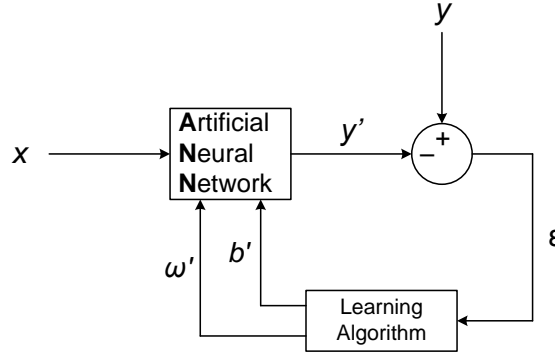 y
Artificial
Neural
Network
x
y’
−
+
ε
ω'
b'
Learning
Algorithm